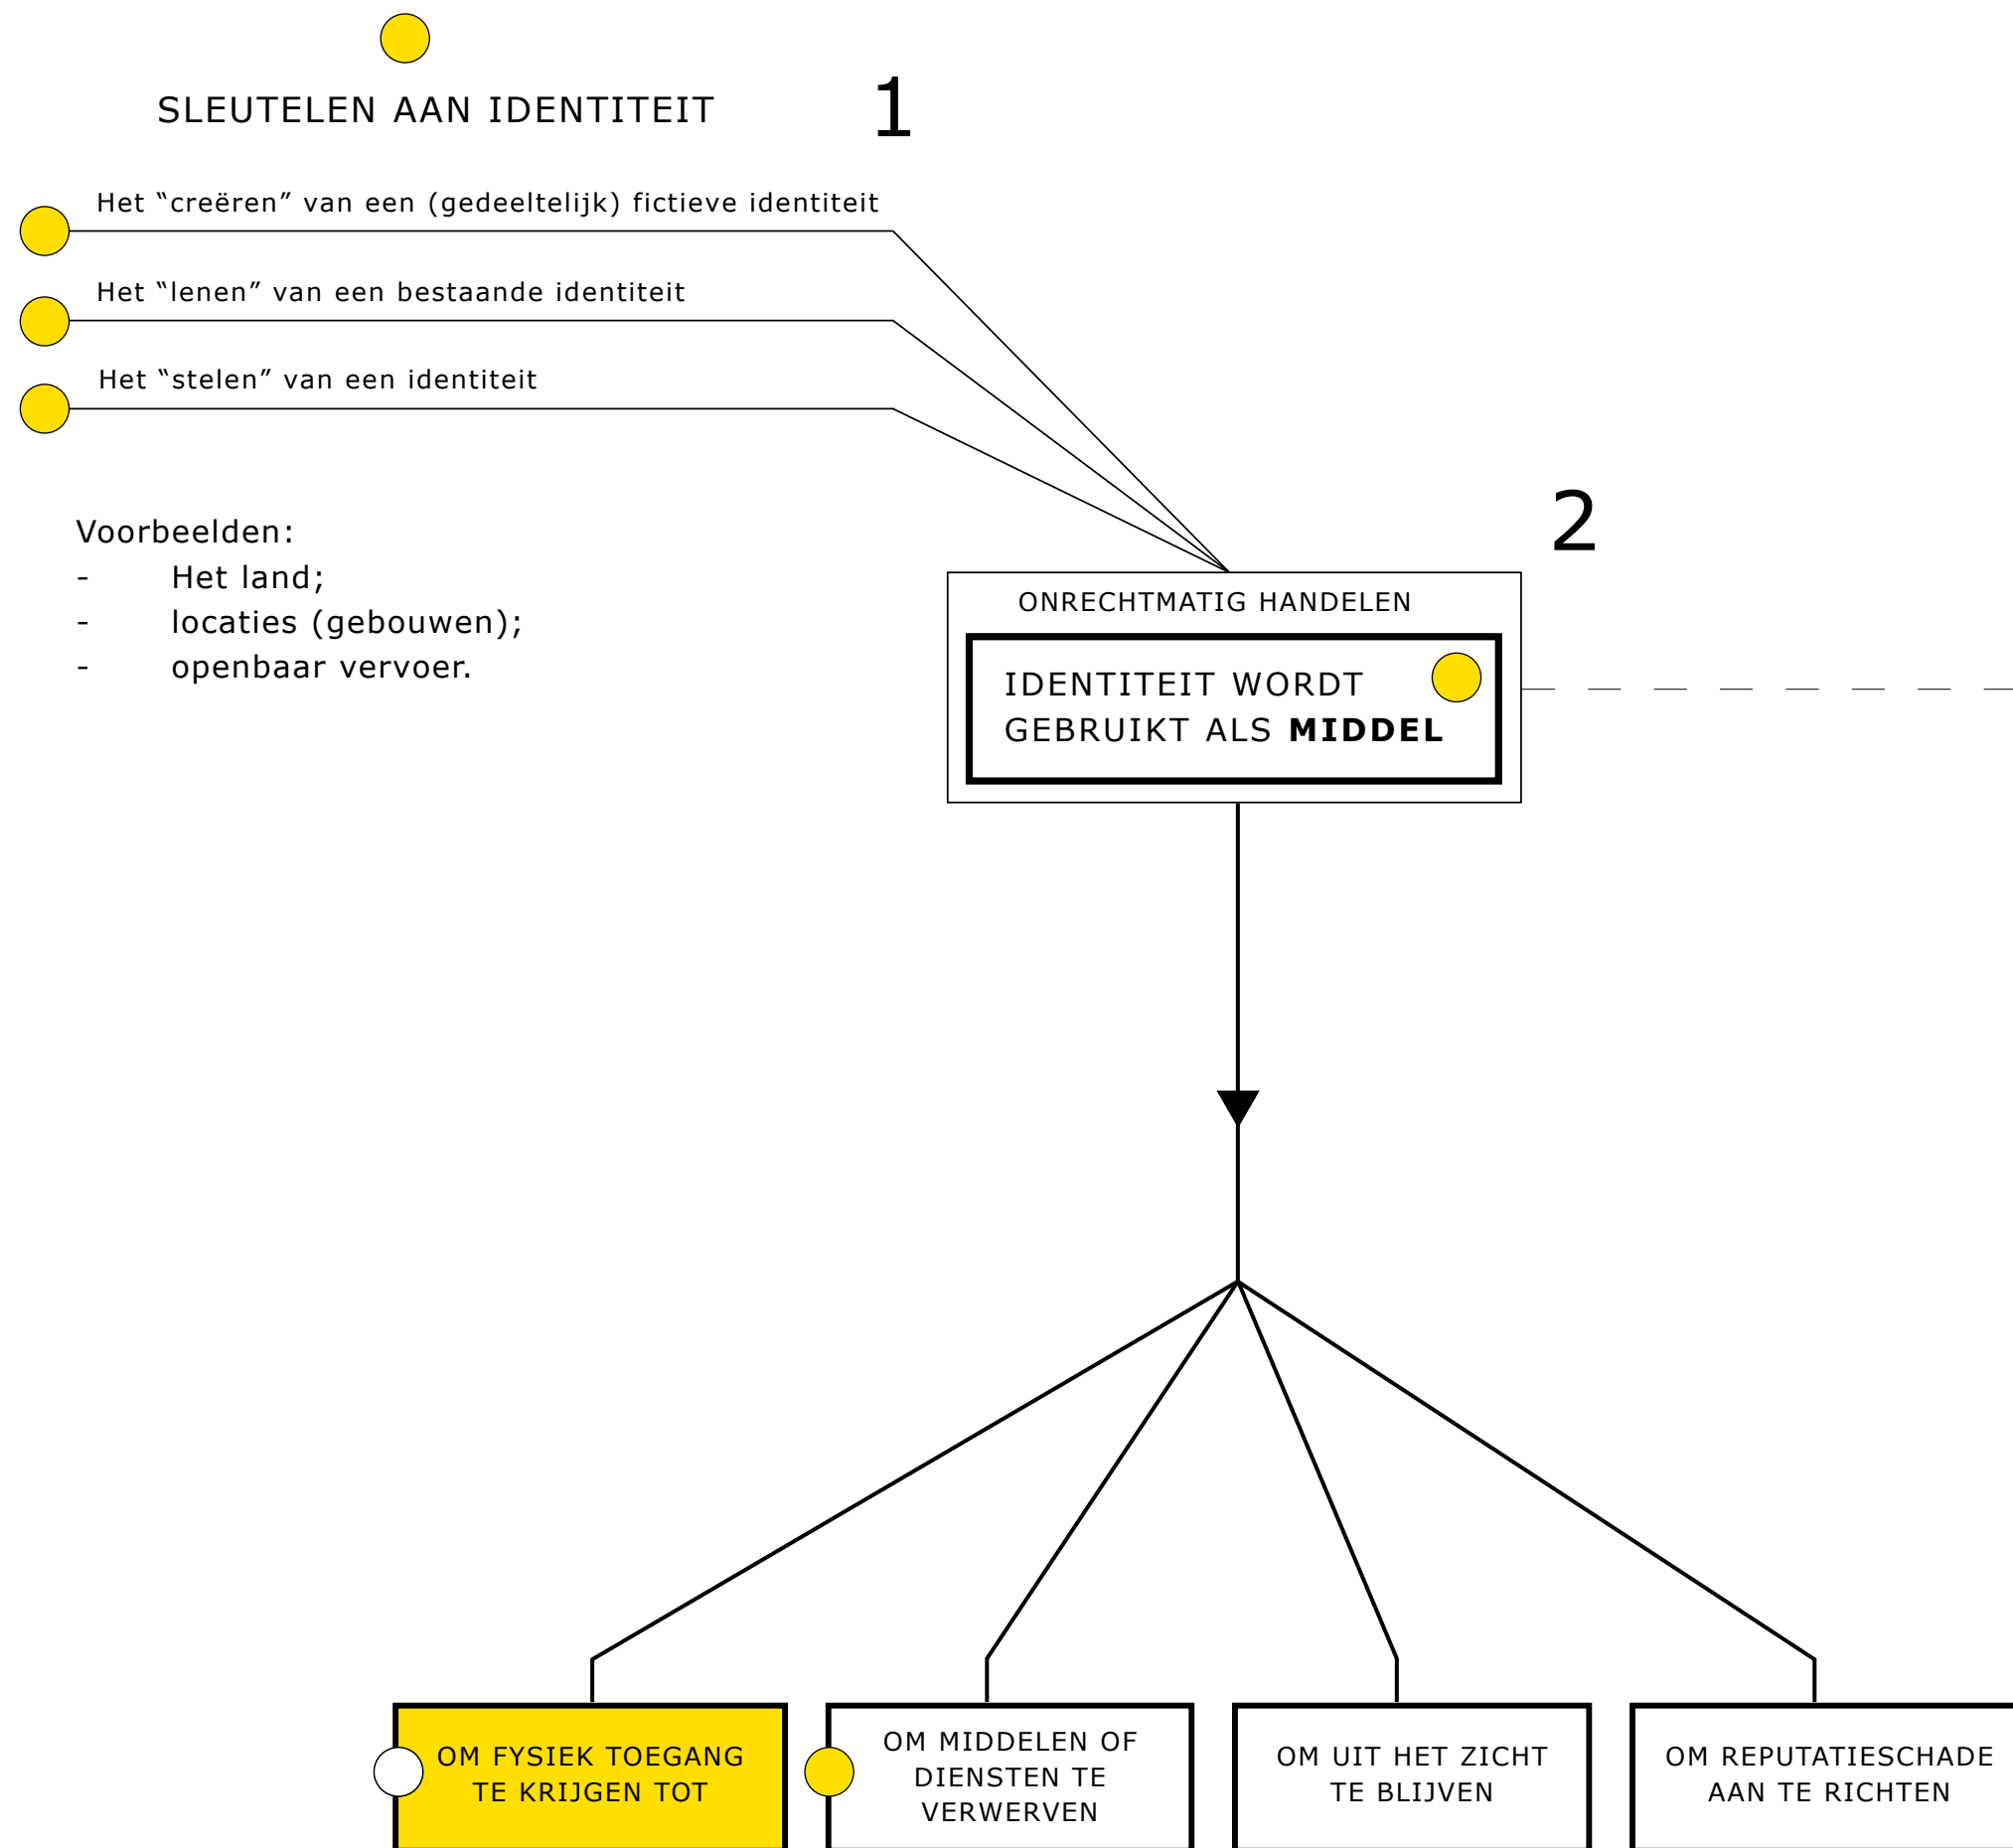 SLEUTELEN AAN IDENTITEIT
1
Het “creëren” van een (gedeeltelijk) fictieve identiteit
Het “lenen” van een bestaande identiteit
Het “stelen” van een identiteit
Voorbeelden:
- Het land;
- locaties (gebouwen);
- openbaar vervoer.
2
ONRECHTMATIG HANDELEN
IDENTITEIT WORDT
GEBRUIKT ALS MIDDEL
OM FYSIEK TOEGANG
TE KRIJGEN TOT
OM MIDDELEN OF
DIENSTEN TE
VERWERVEN
OM UIT HET ZICHT
TE BLIJVEN
OM REPUTATIESCHADE
AAN TE RICHTEN